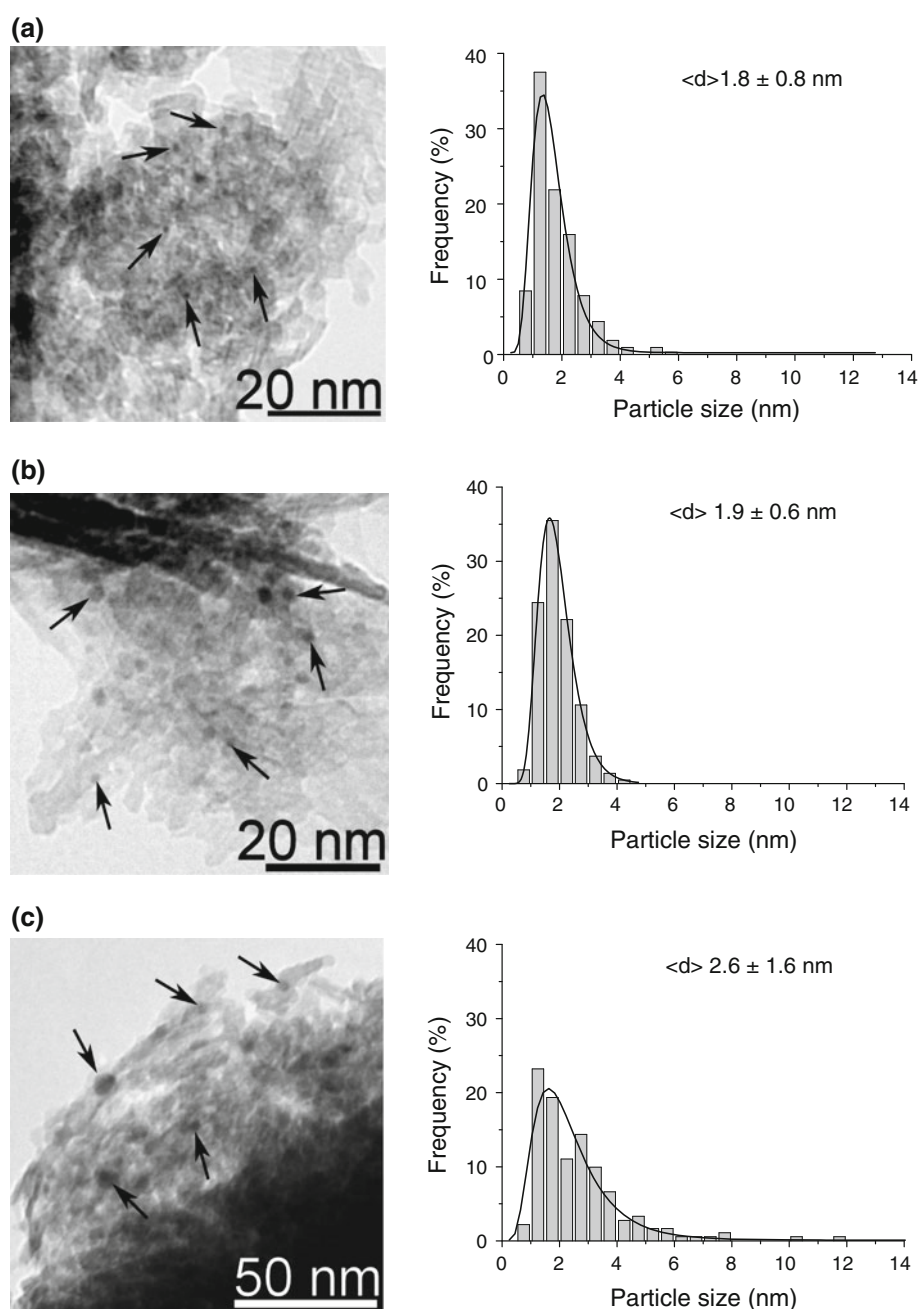 (a)
20 nm
<d>1.8 ± 0.8 nm
Frequency (%)
40
30
20
10
0
0 2 4 6 8 10 12 14
Particle size (nm)
(b)
20 nm
<d> 1.9 ± 0.6 nm
Frequency (%)
40
30
20
10
0
0 2 4 6 8 10 12 14
Particle size (nm)
(c)
50 nm
<d> 2.6 ± 1.6 nm
Frequency (%)
40
30
20
10
0
0 2 4 6 8 10 12 14
Particle size (nm)